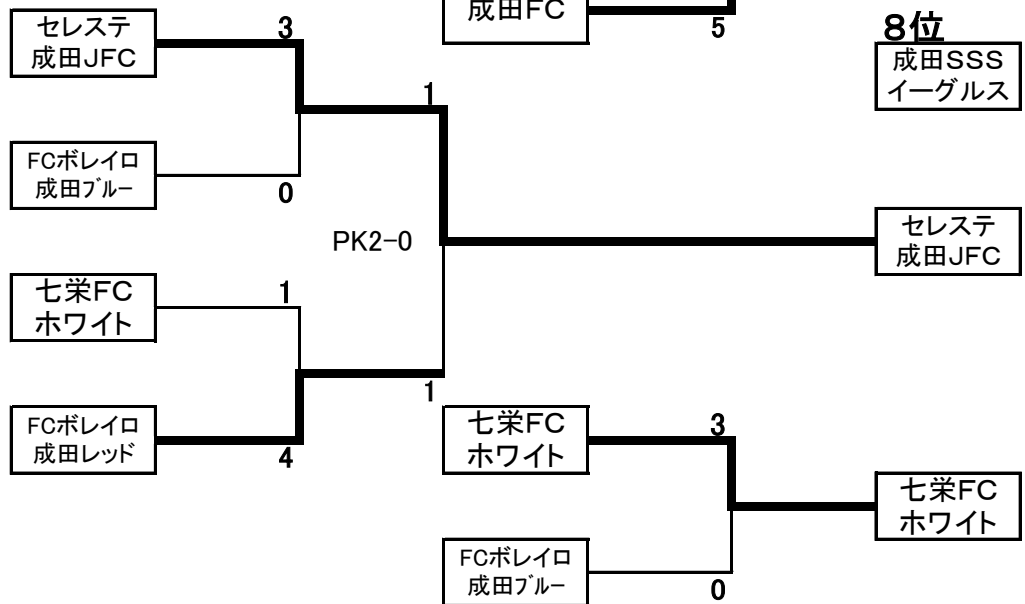 成田FC
5
8位
成田SSS
イーグルス
セレステ
成田JFC
3
1
FCボレイロ
成田ブルー
0
PK2-0
セレステ
成田JFC
七栄FC
ホワイト
1
1
FCボレイロ
成田レッド
4
七栄FC
ホワイト
3
七栄FC
ホワイト
FCボレイロ
成田ブルー
0